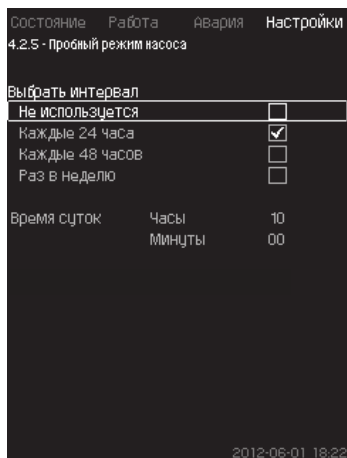 Состояние Работа Авария Настройки
4.2.5 - Пробный режим насоса
Выбрать интервал
Не используется
Каждые 24 часа
Каждые 48 часов
Раз в неделю
Время суток Часы 10
Минуты 00
2012-06-01 18:22